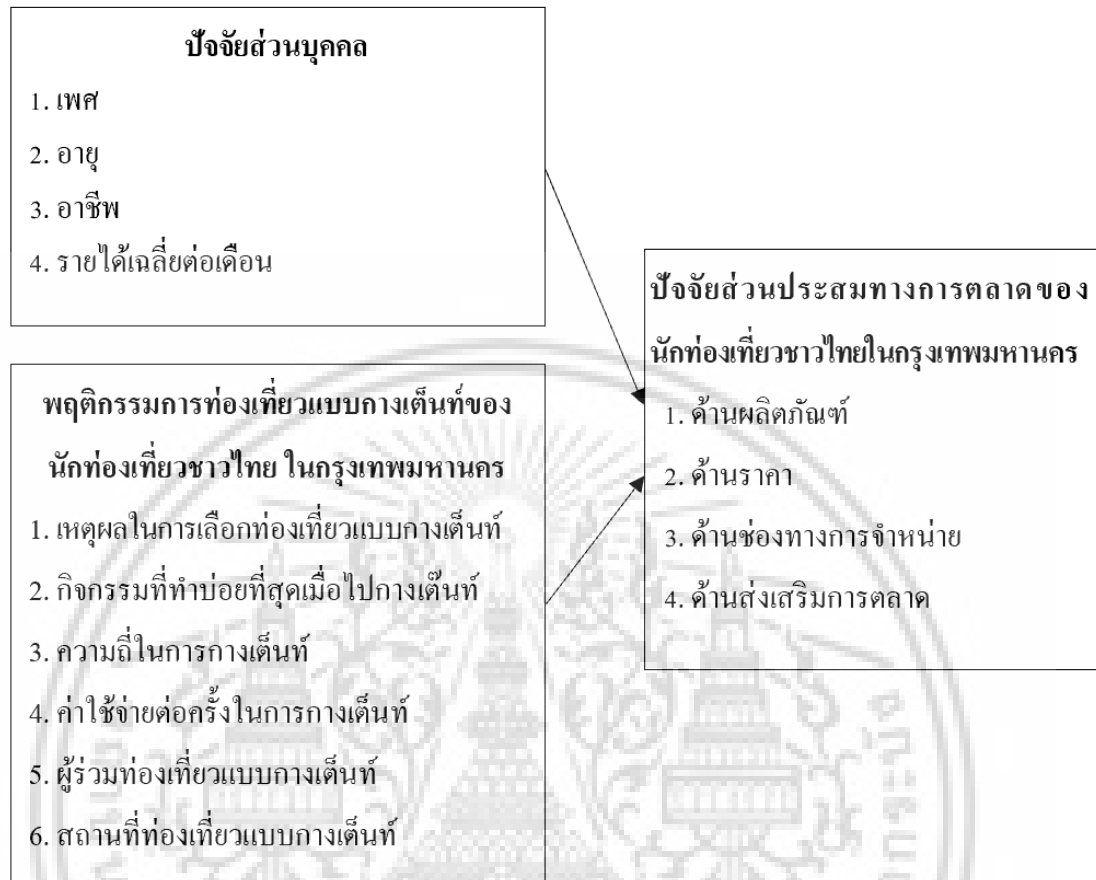 ปัจจัยส่วนบุคคล
1. เพศ
2. อายุ
3. อาชีพ
4. รายได้เฉลี่ยต่อเดือน
พฤติกรรมการท่องเที่ยวแบบกางเต็นท์ของ
นักท่องเที่ยวชาวไทย ในกรุงเทพมหานคร
1. เหตุผลในการเลือกท่องเที่ยวแบบกางเต็นท์
2. กิจกรรมที่ทำบ่อยที่สุดเมื่อไปกางเต๊นท์
3. ความถี่ในการกางเต็นท์
4. ค่าใช้จ่ายต่อครั้งในการกางเต็นท์
5. ผู้ร่วมท่องเที่ยวแบบกางเต็นท์
6. สถานที่ท่องเที่ยวแบบกางเต็นท์
ปัจจัยส่วนประสมทางการตลาดของ
นักท่องเที่ยวชาวไทยในกรุงเทพมหานคร
1. ด้านผลิตภัณฑ์
2. ด้านราคา
3. ด้านช่องทางการจำหน่าย
4. ด้านส่งเสริมการตลาด